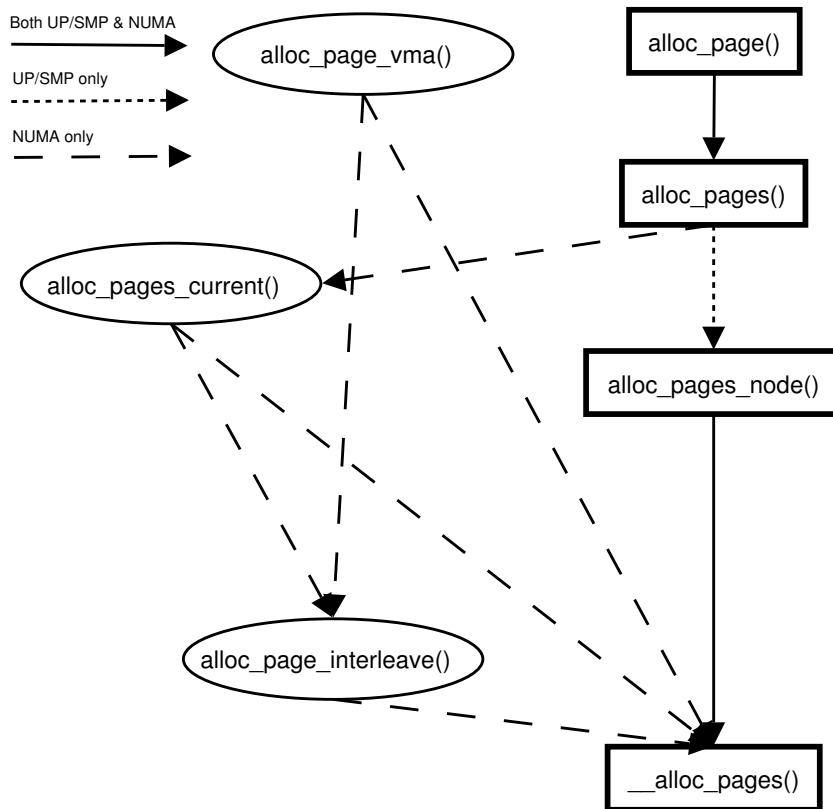 Both UP/SMP & NUMA
UP/SMP only
NUMA only
alloc_page_vma()
alloc_page()
alloc_pages()
alloc_pages_current()
alloc_pages_node()
alloc_page_interleave()
__alloc_pages()